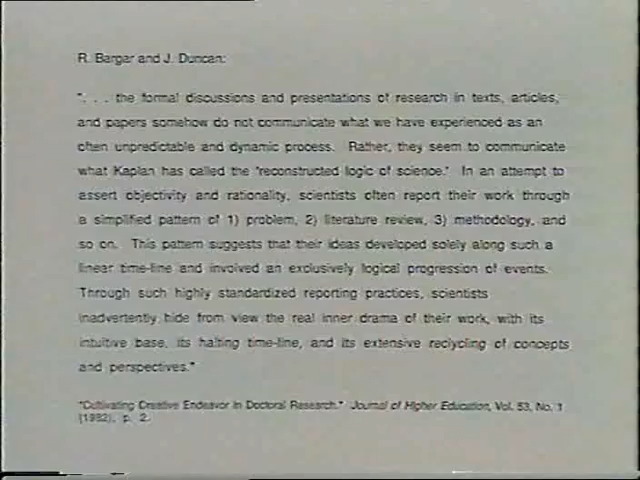 R. Bargar and J. Duncan:
". . . the formal discussions and presentations of research in texts, articles,
and papers somehow do not communicate what we have experienced as an
often unpredictable and dynamic process. Rather, they seem to communicate
what Kaplan has called the "reconstructed logic of science." In an attempt to
assert objectivity and rationality, scientists often report their work through
a simplified pattern of 1) problem, 2) literature review, 3) methodology, and
so on. This pattern suggests that their ideas developed solely along such a
linear time-line and involved an exclusively logical progression of events.
Through such highly standardized reporting practices, scientists
inadvertently hide from view the real inner drama of their work, with its
intuitive base, its halting time-line, and its extensive recycling of concepts
and perspectives."
"Cultivating Creative Endeavor in Doctoral Research." Journal of Higher Education, Vol. 53, No. 1
(1982), p. 2.